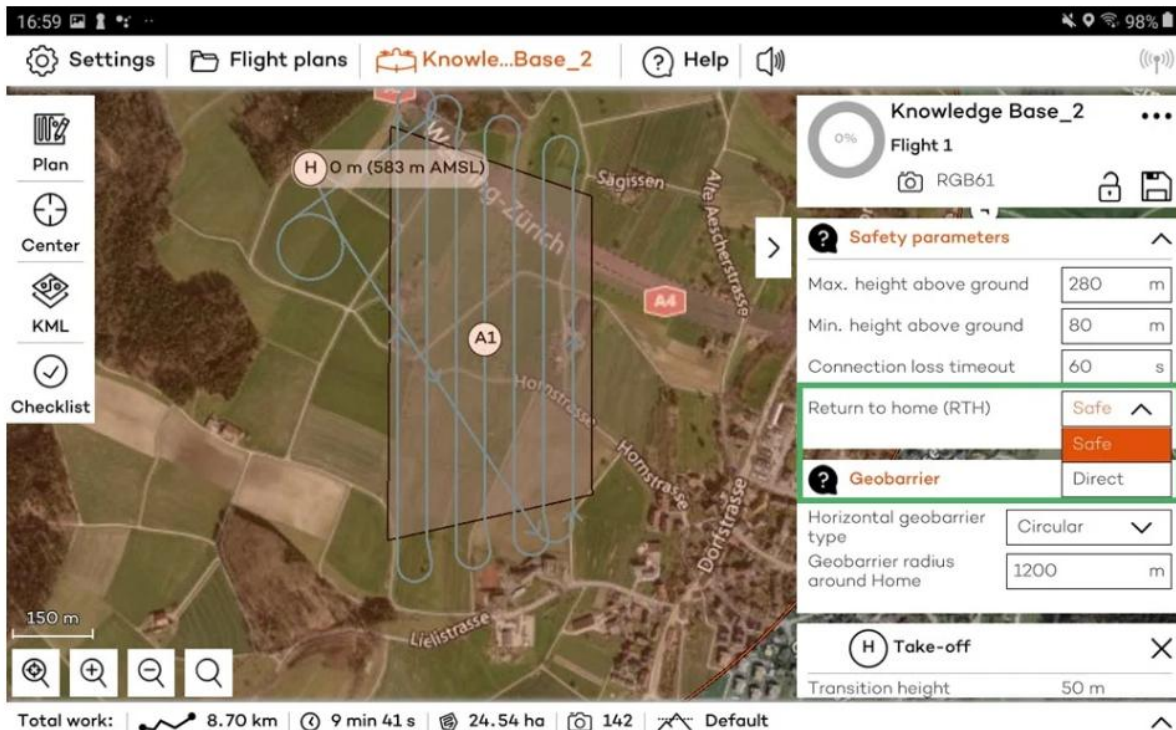 16:59
98%
Settings
Flight plans
Knowle...Base_2
Help
Plan
Center
KML
Checklist
H 0 m (583 m AMSL)
Sägissen
Alte Aescherstrasse
A4
A1
Hornstrasse
Hornstrasse
Dorfstrasse
Lielistrasse
150 m
0%
Knowledge Base_2
Flight 1
RGB61
Safety parameters
Max. height above ground 280 m
Min. height above ground 80 m
Connection loss timeout 60 s
Return to home (RTH) Safe
Safe
Direct
Geobarrier
Horizontal geobarrier type Circular
Geobarrier radius around Home 1200 m
H Take-off
Transition height 50 m
Total work: 8.70 km 9 min 41 s 24.54 ha 142 Default